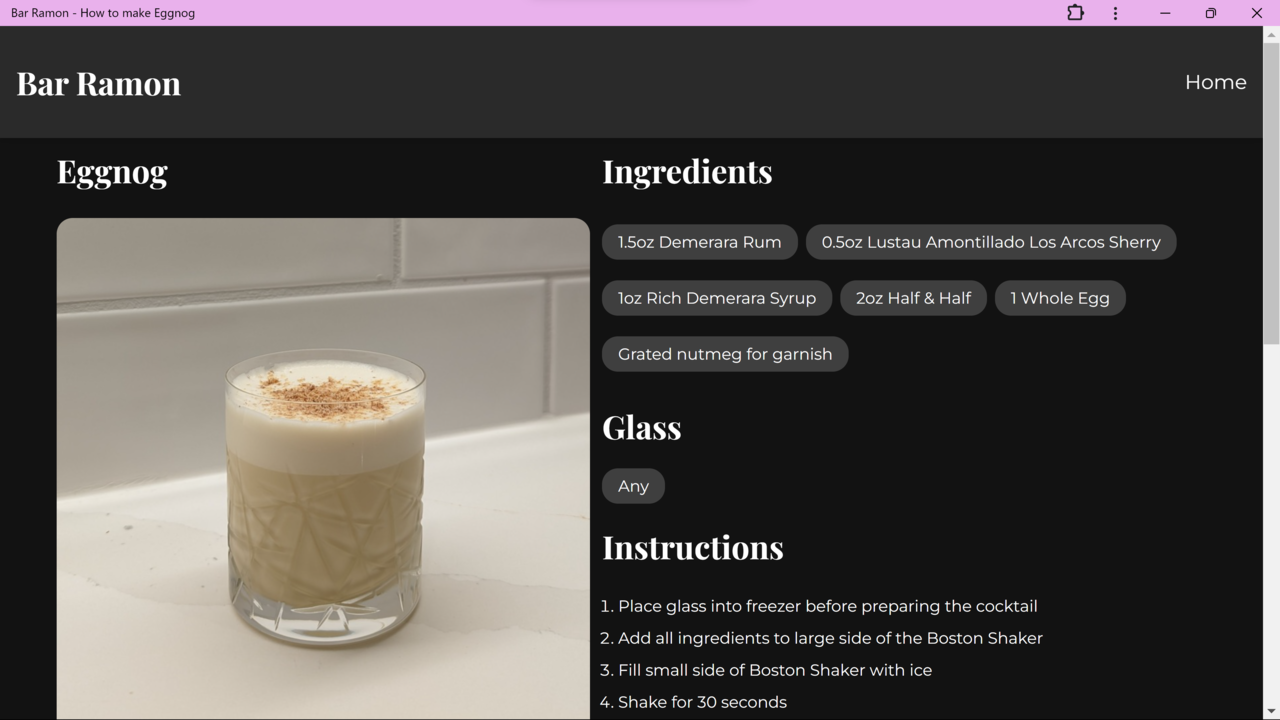 Bar Ramon - How to make Eggnog
Bar Ramon
Home
Eggnog
Ingredients
1.5oz Demerara Rum
0.5oz Lustau Amontillado Los Arcos Sherry
1oz Rich Demerara Syrup
2oz Half & Half
1 Whole Egg
Grated nutmeg for garnish
Glass
Any
Instructions
1. Place glass into freezer before preparing the cocktail
2. Add all ingredients to large side of the Boston Shaker
3. Fill small side of Boston Shaker with ice
4. Shake for 30 seconds